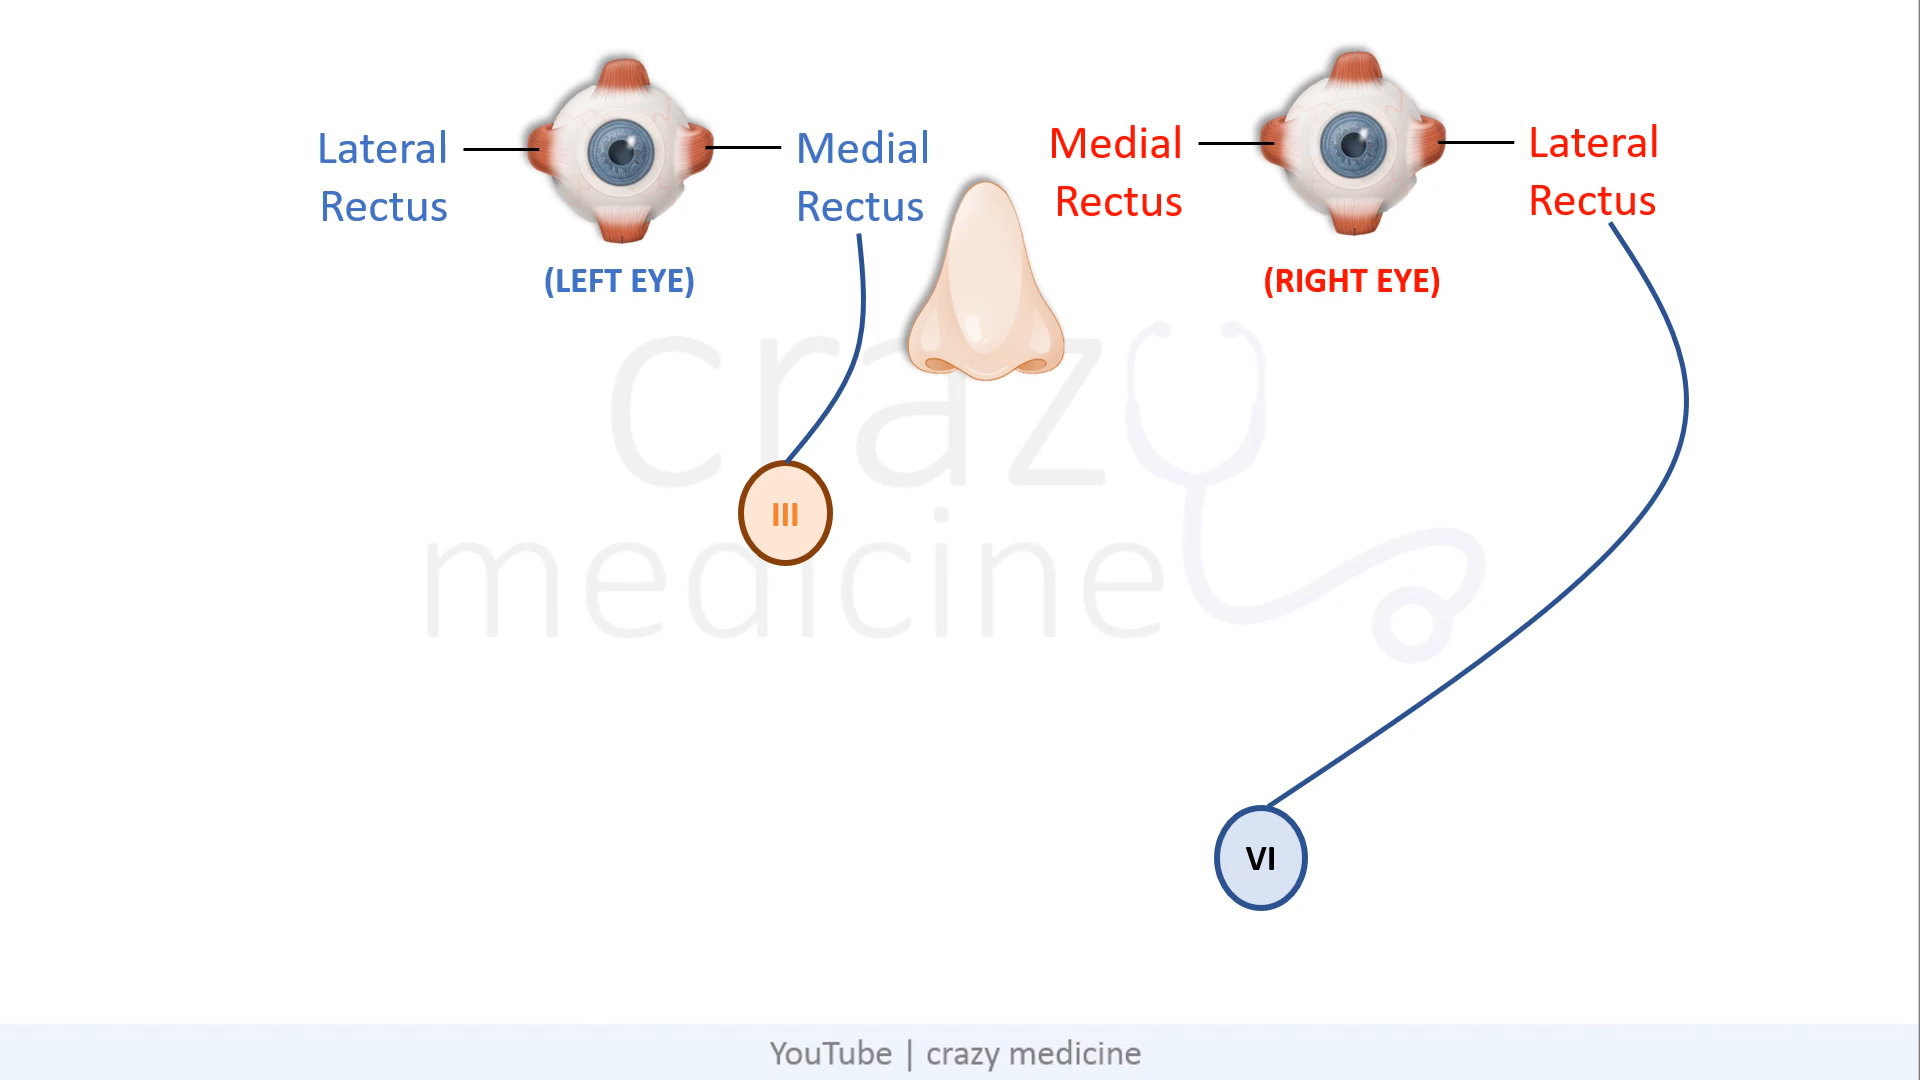 Lateral
Rectus
Medial
Rectus
(LEFT EYE)
Medial
Rectus
Lateral
Rectus
(RIGHT EYE)
crazy
medicine
III
VI
YouTube | crazy medicine